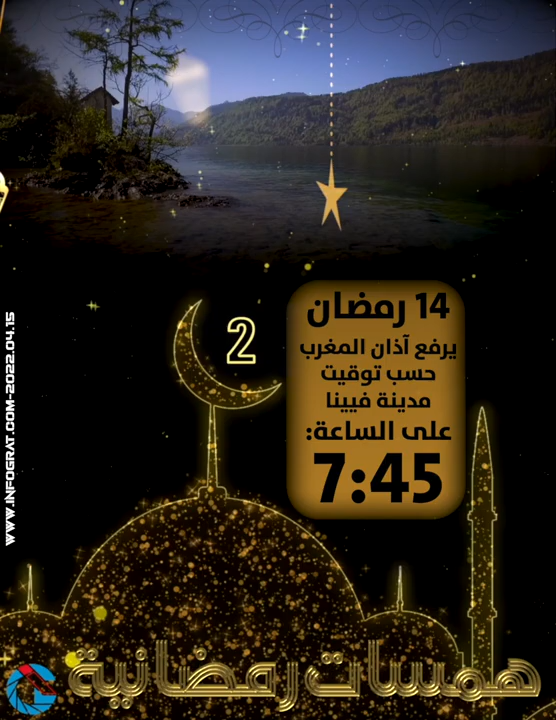 14 رمضان
يرفع آذان المغرب
حسب توقيت
مدينة فيينا
على الساعة:
7:45
2
WWW.INFOGRAT.COM-2022.04.15
همسات رمضانية